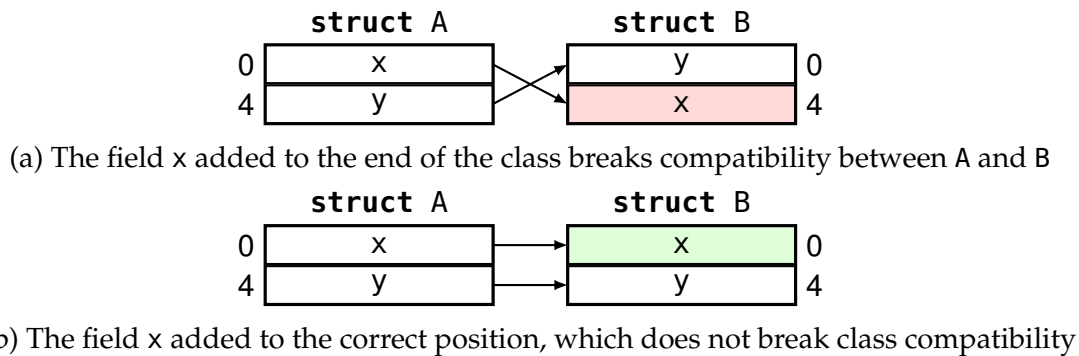 struct A struct B
0 x y 0
4 y x 4
(a) The field x added to the end of the class breaks compatibility between A and B
struct A struct B
0 x x 0
4 y y 4
) The field x added to the correct position, which does not break class compatibility